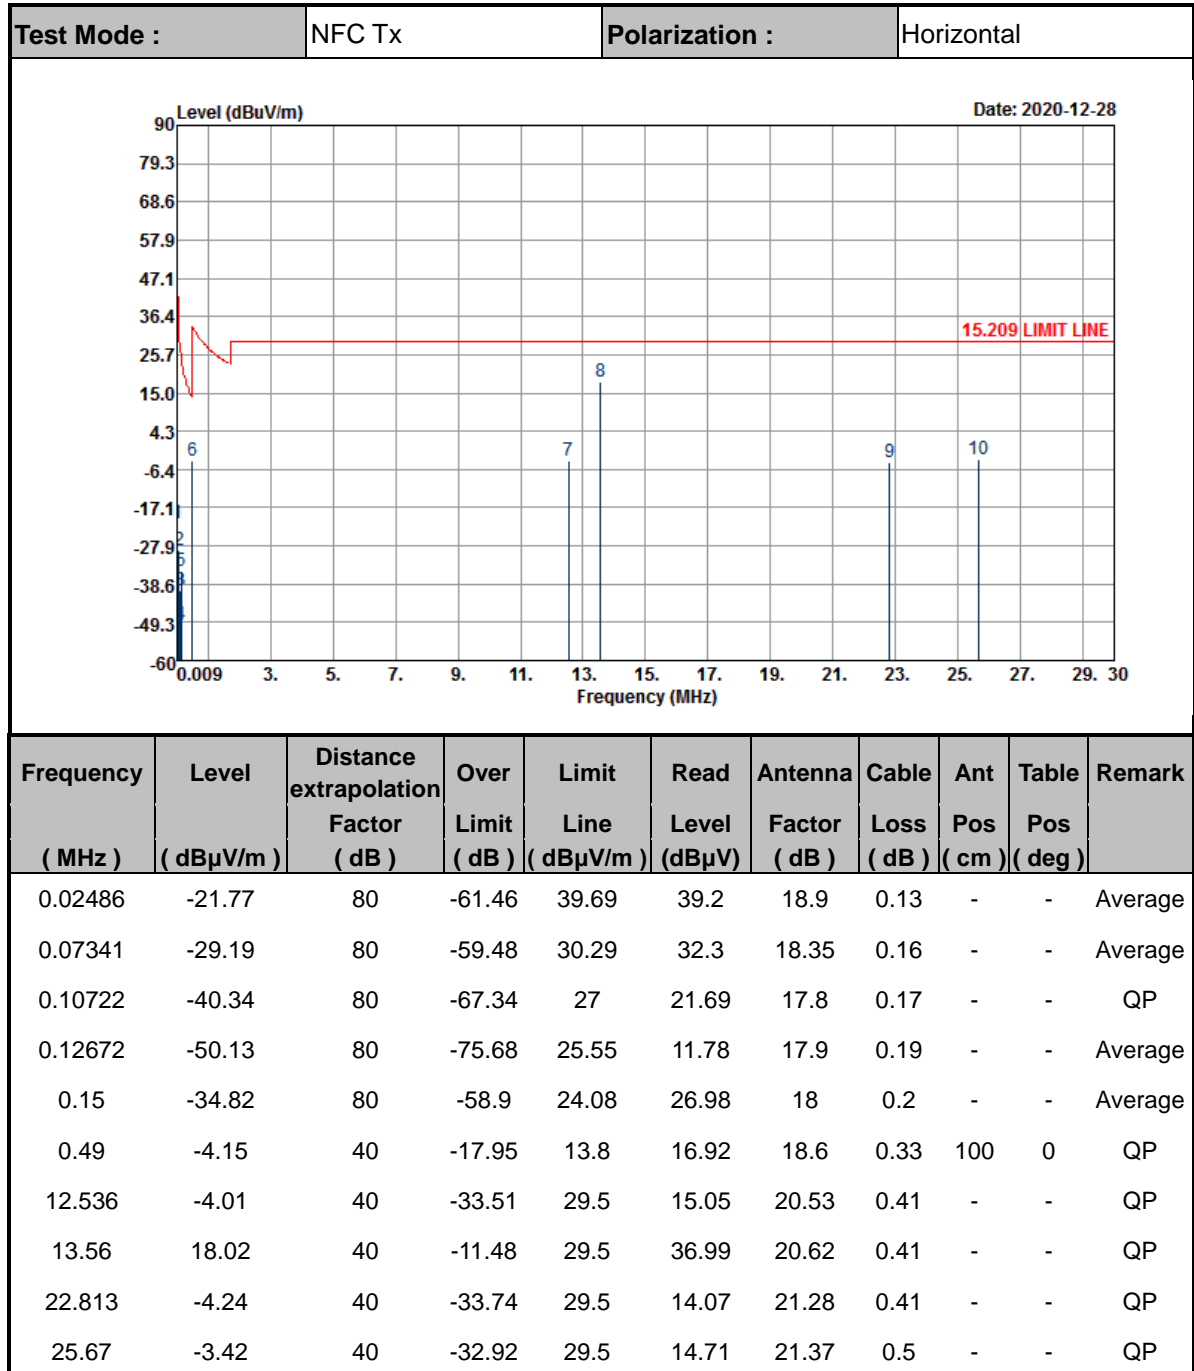 Test Mode : NFC Tx Polarization : Horizontal
Level (dBuV/m) Date: 2020-12-28
90
79.3
68.6
57.9
47.1
36.4
15.209 LIMIT LINE
25.7
8
15.0
4.3
6 7 9 10
-6.4
-17.1
1
2
-27.9
5
3
-38.6
4
-49.3
-60
0.009 3. 5. 7. 9. 11. 13. 15. 17. 19. 21. 23. 25. 27. 29. 30
Frequency (MHz)
Frequency Level Distance extrapolation Over Limit Read Antenna Cable Ant Table Remark
Factor Limit Line Level Factor Loss Pos Pos
( MHz ) ( dBµV/m ) ( dB ) ( dB ) ( dBµV/m ) (dBµV) ( dB ) ( dB ) ( cm ) ( deg )
0.02486 -21.77 80 -61.46 39.69 39.2 18.9 0.13 - - Average
0.07341 -29.19 80 -59.48 30.29 32.3 18.35 0.16 - - Average
0.10722 -40.34 80 -67.34 27 21.69 17.8 0.17 - - QP
0.12672 -50.13 80 -75.68 25.55 11.78 17.9 0.19 - - Average
0.15 -34.82 80 -58.9 24.08 26.98 18 0.2 - - Average
0.49 -4.15 40 -17.95 13.8 16.92 18.6 0.33 100 0 QP
12.536 -4.01 40 -33.51 29.5 15.05 20.53 0.41 - - QP
13.56 18.02 40 -11.48 29.5 36.99 20.62 0.41 - - QP
22.813 -4.24 40 -33.74 29.5 14.07 21.28 0.41 - - QP
25.67 -3.42 40 -32.92 29.5 14.71 21.37 0.5 - - QP